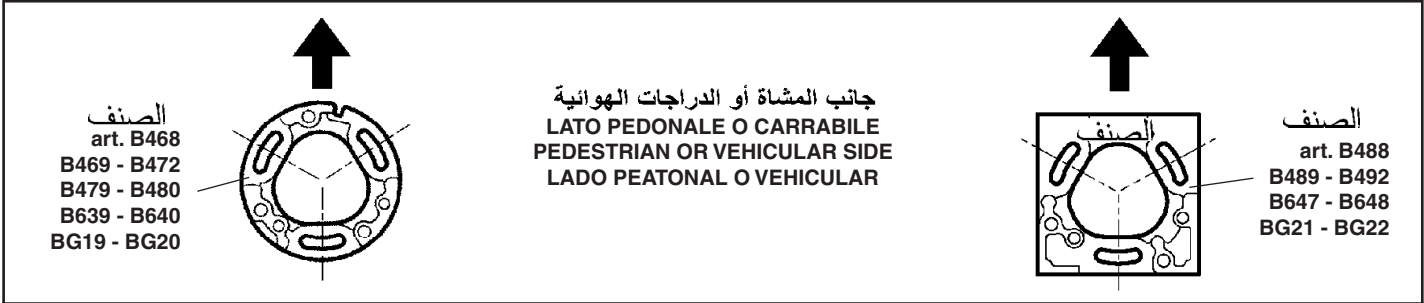 الصنف
art. B468
B469 - B472
B479 - B480
B639 - B640
BG19 - BG20
جانب المشاة أو الدراجات الهوائية
LATO PEDONALE O CARRABILE
PEDESTRIAN OR VEHICULAR SIDE
LADO PEATONAL O VEHICULAR
الصنف
الصنف
art. B488
B489 - B492
B647 - B648
BG21 - BG22